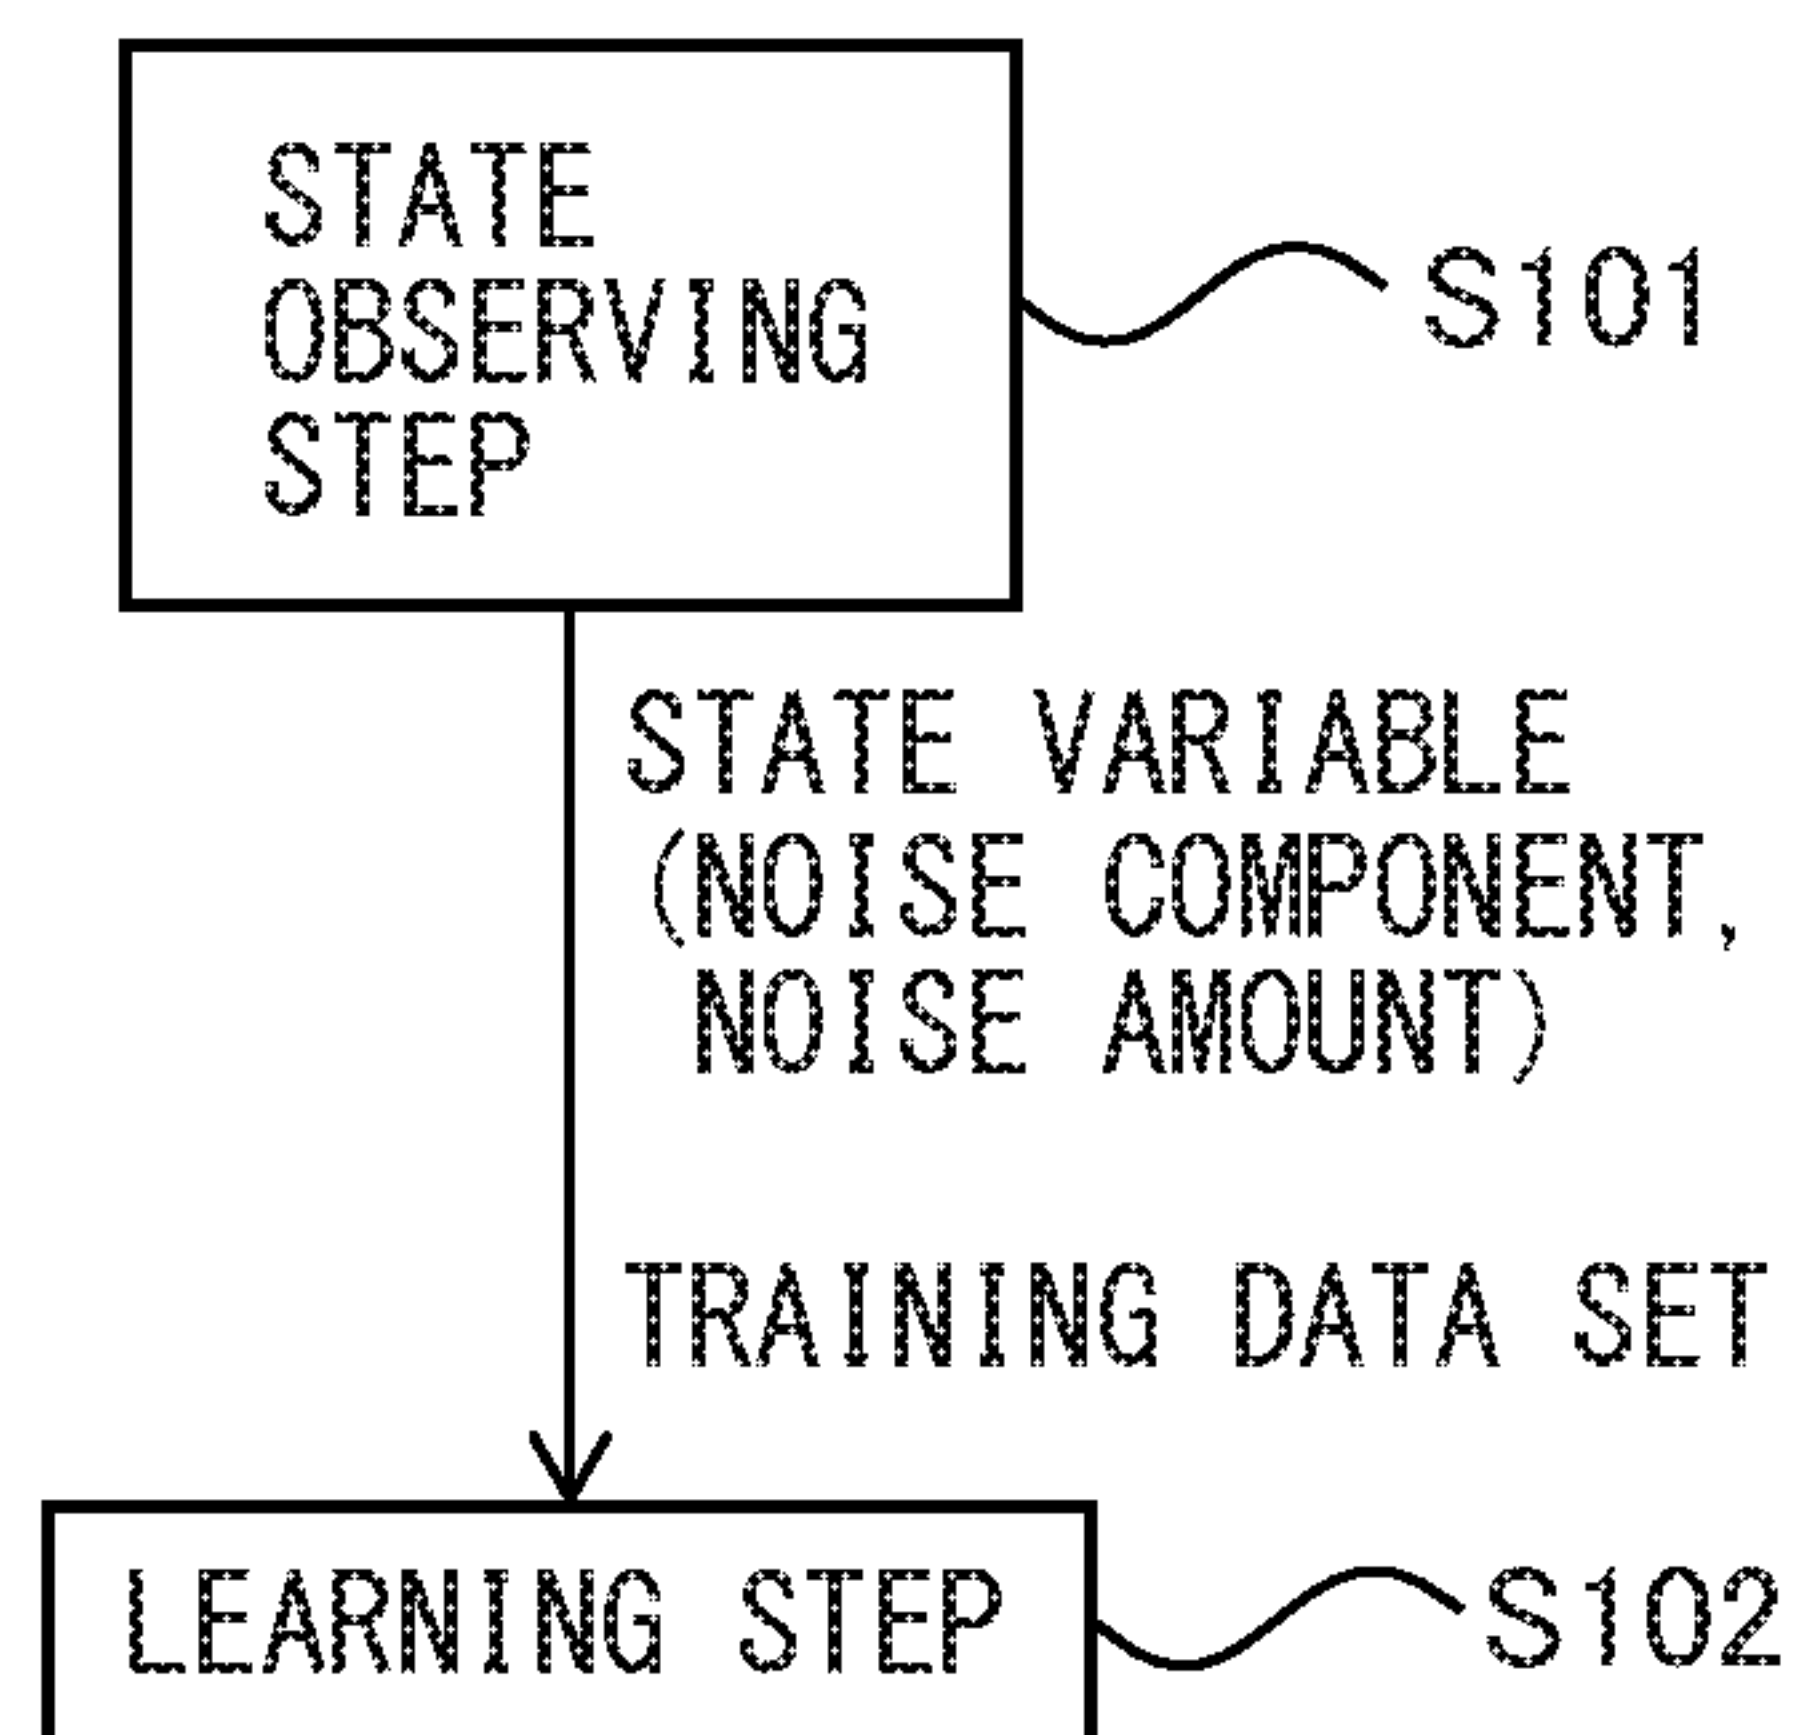 STATE
OBSERVING
STEP
S101
STATE VARIABLE
(NOISE COMPONENT,
NOISE AMOUNT)
TRAINING DATA SET
LEARNING STEP
S102